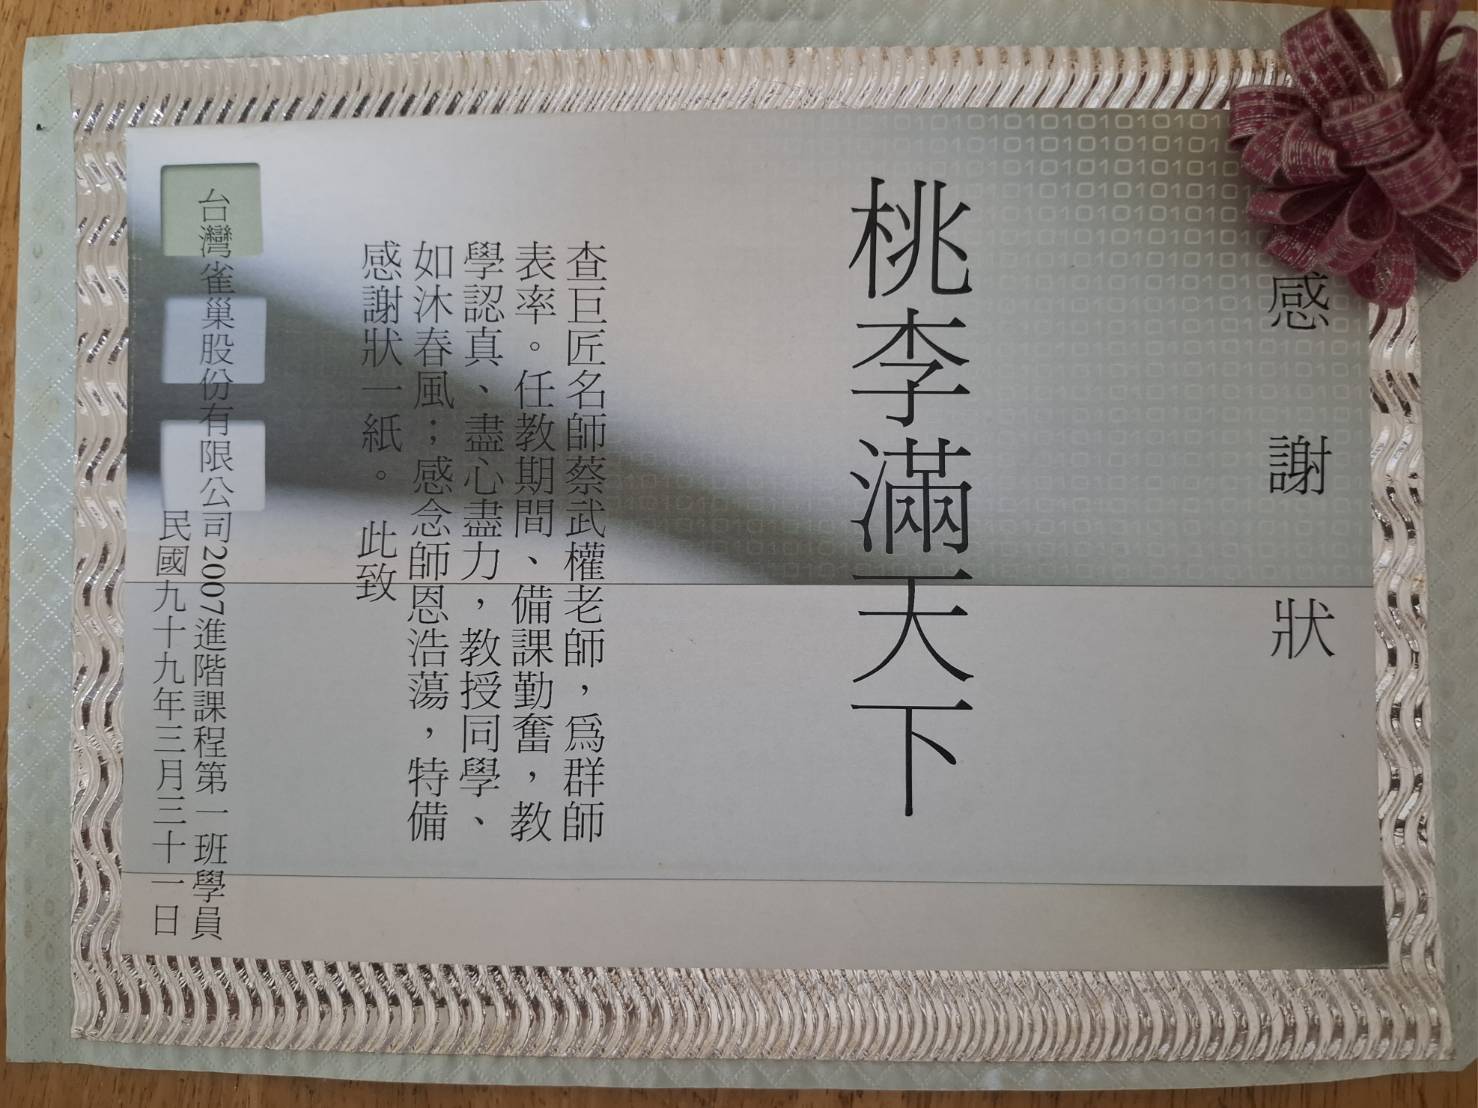 感謝狀
桃李滿天下
查巨匠名師蔡武權老師，爲群師
表率。任教期間、備課勤奮，教
學認真、盡心盡力，教授同學、
如沐春風；感念師恩浩蕩，特備
感謝狀一紙。 此致
台灣雀巢股份有限公司2007進階課程第一班學員
民國九十九年三月三十一日